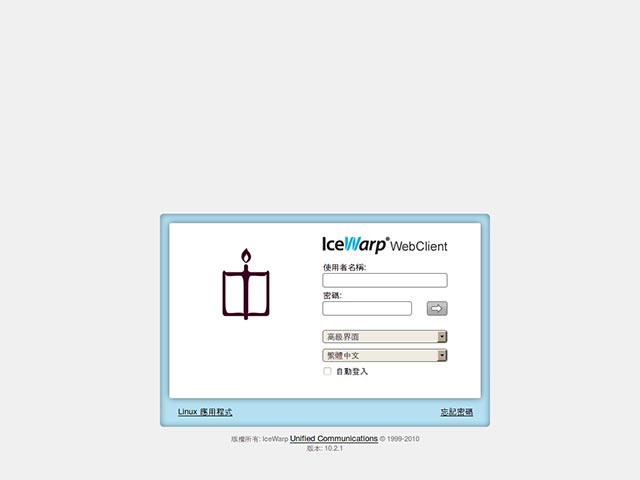 IceWarp® WebClient
使用者名稱:
密碼:
高級界面
繁體中文
自動登入
Linux 應用程式
忘記密碼
版權所有: IceWarp Unified Communications © 1999-2010
版本: 10.2.1